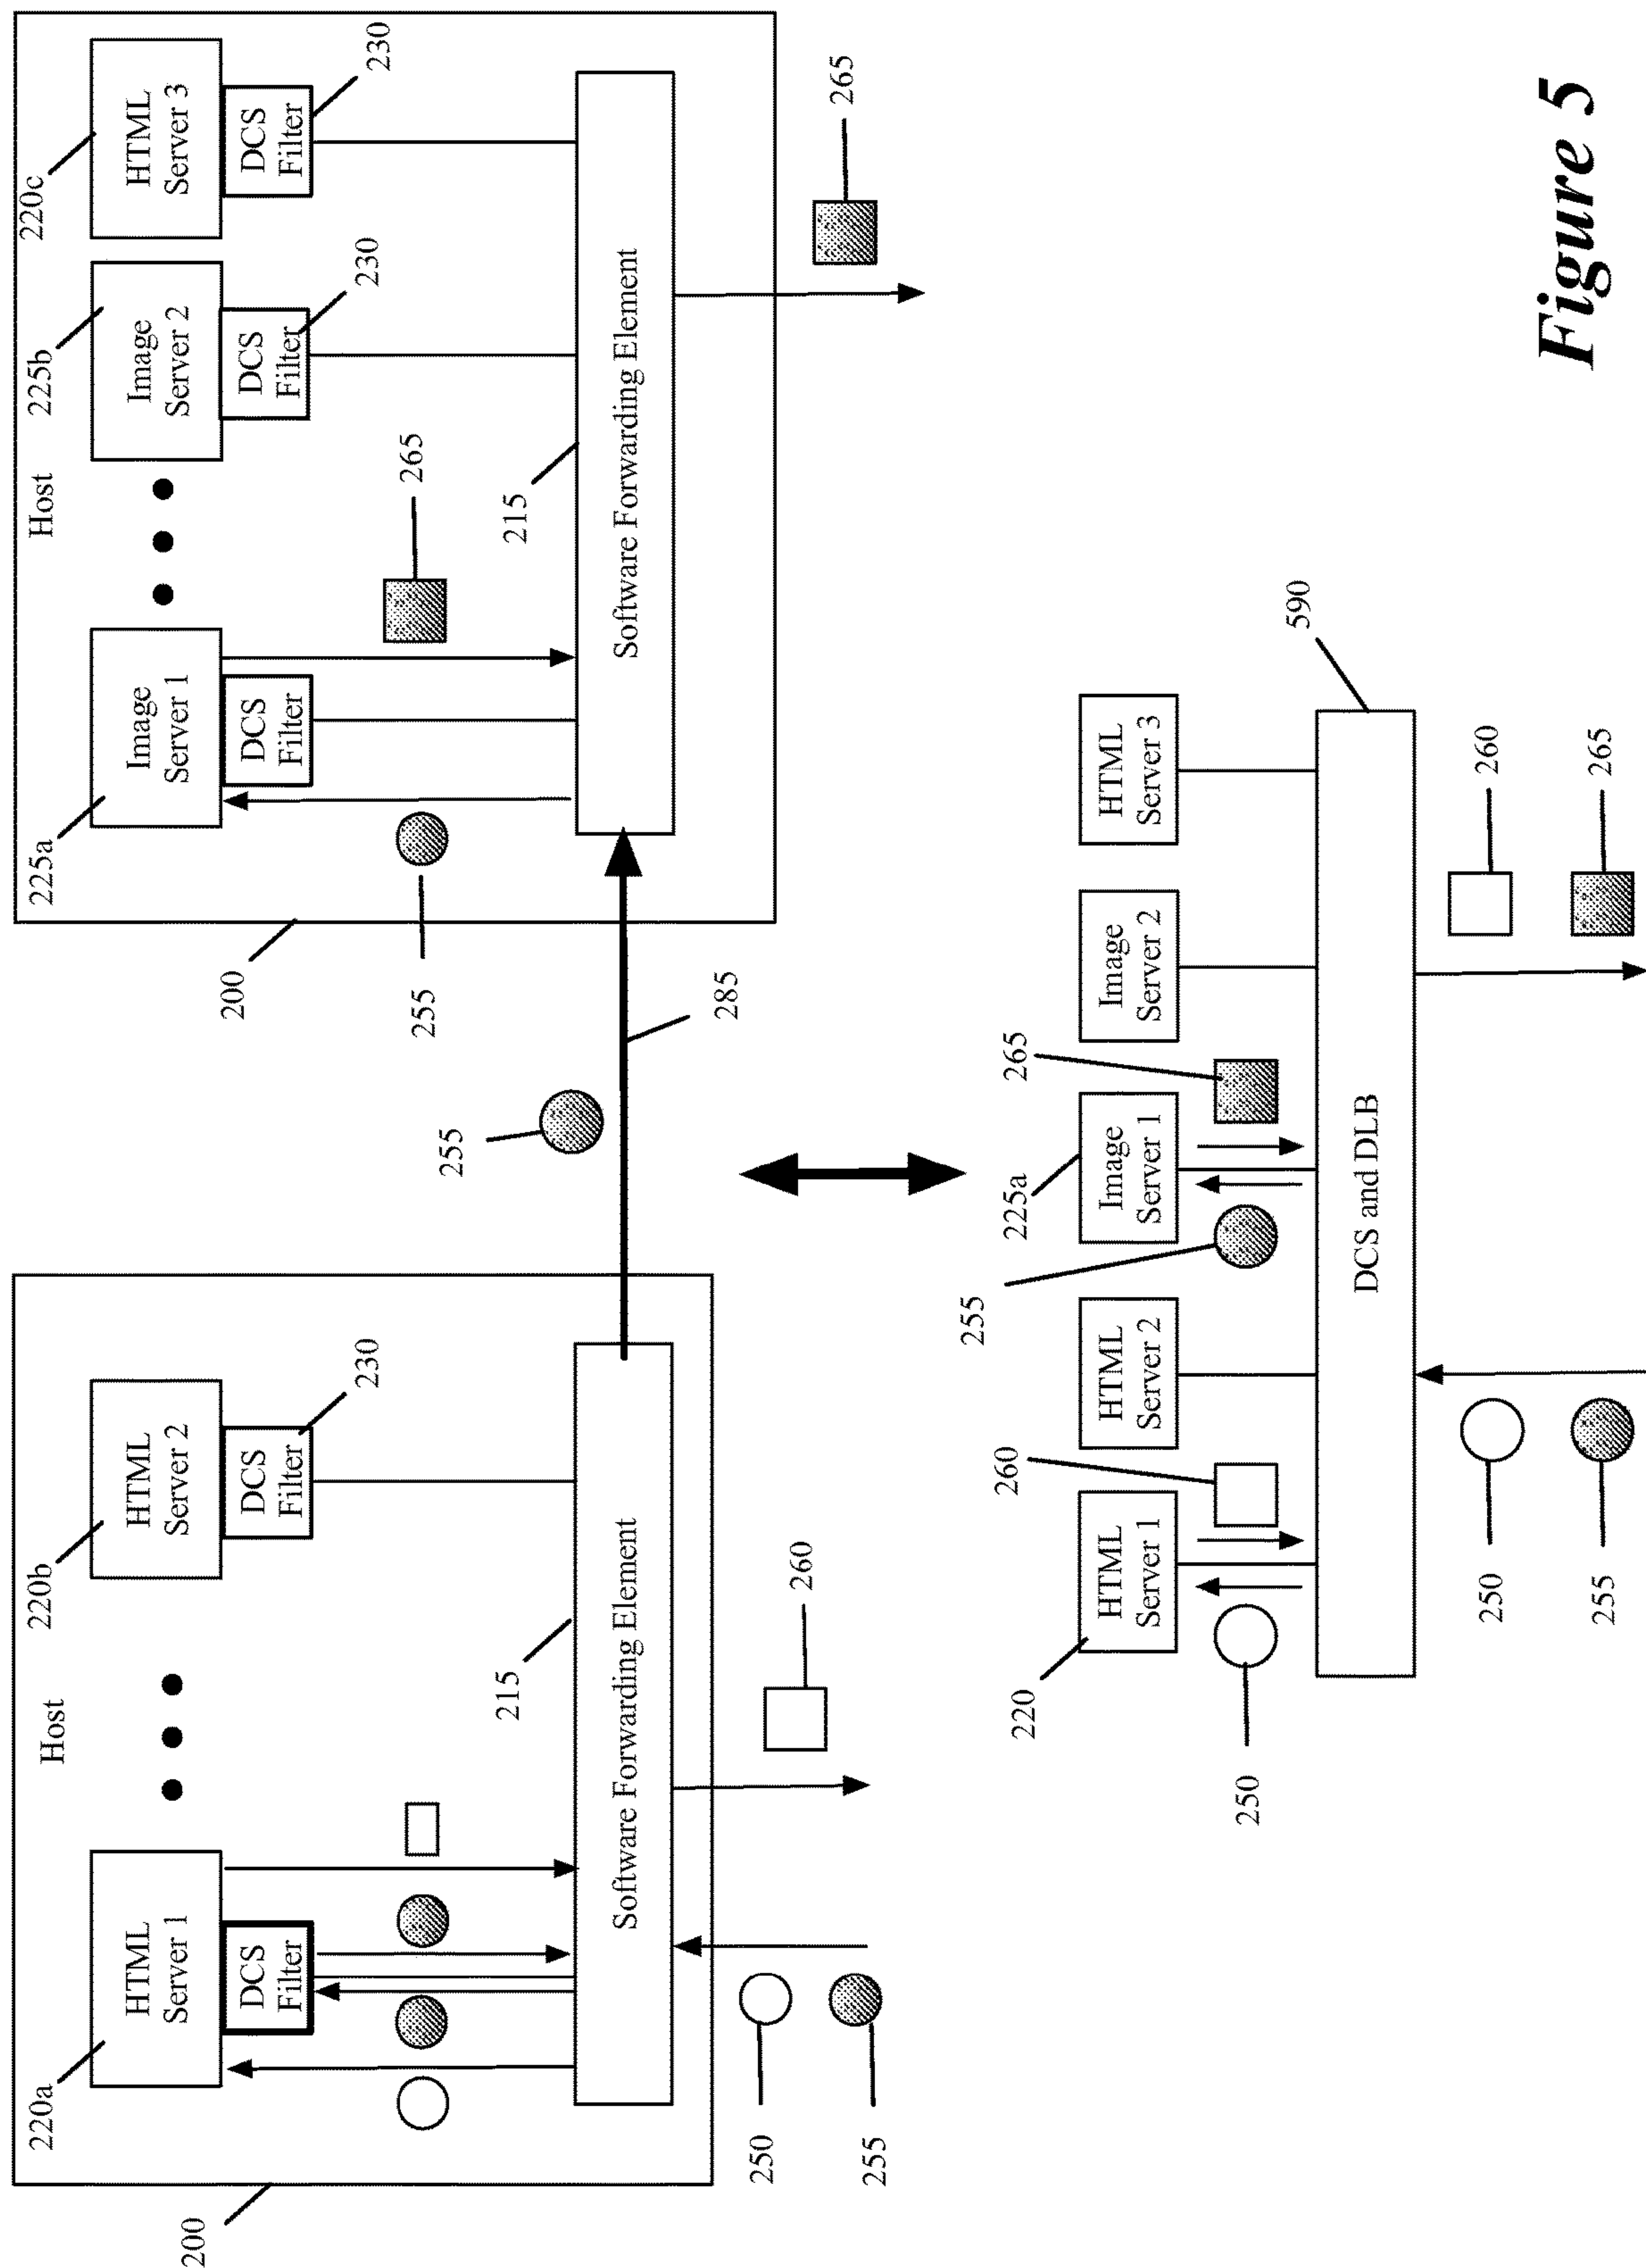 Host
Host
220a
HTML
Server 1
DCS
Filter
220b
HTML
Server 2
DCS
Filter
230
215
Software Forwarding Element
200
250
255
260
255
285
225a
Image
Server 1
DCS
Filter
225b
Image
Server 2
DCS
Filter
230
220c
HTML
Server 3
DCS
Filter
230
255
265
215
Software Forwarding Element
200
265
220
HTML
Server 1
260
250
HTML
Server 2
225a
Image
Server 1
265
255
Image
Server 2
HTML
Server 3
590
DCS and DLB
250
255
260
265
Figure 5